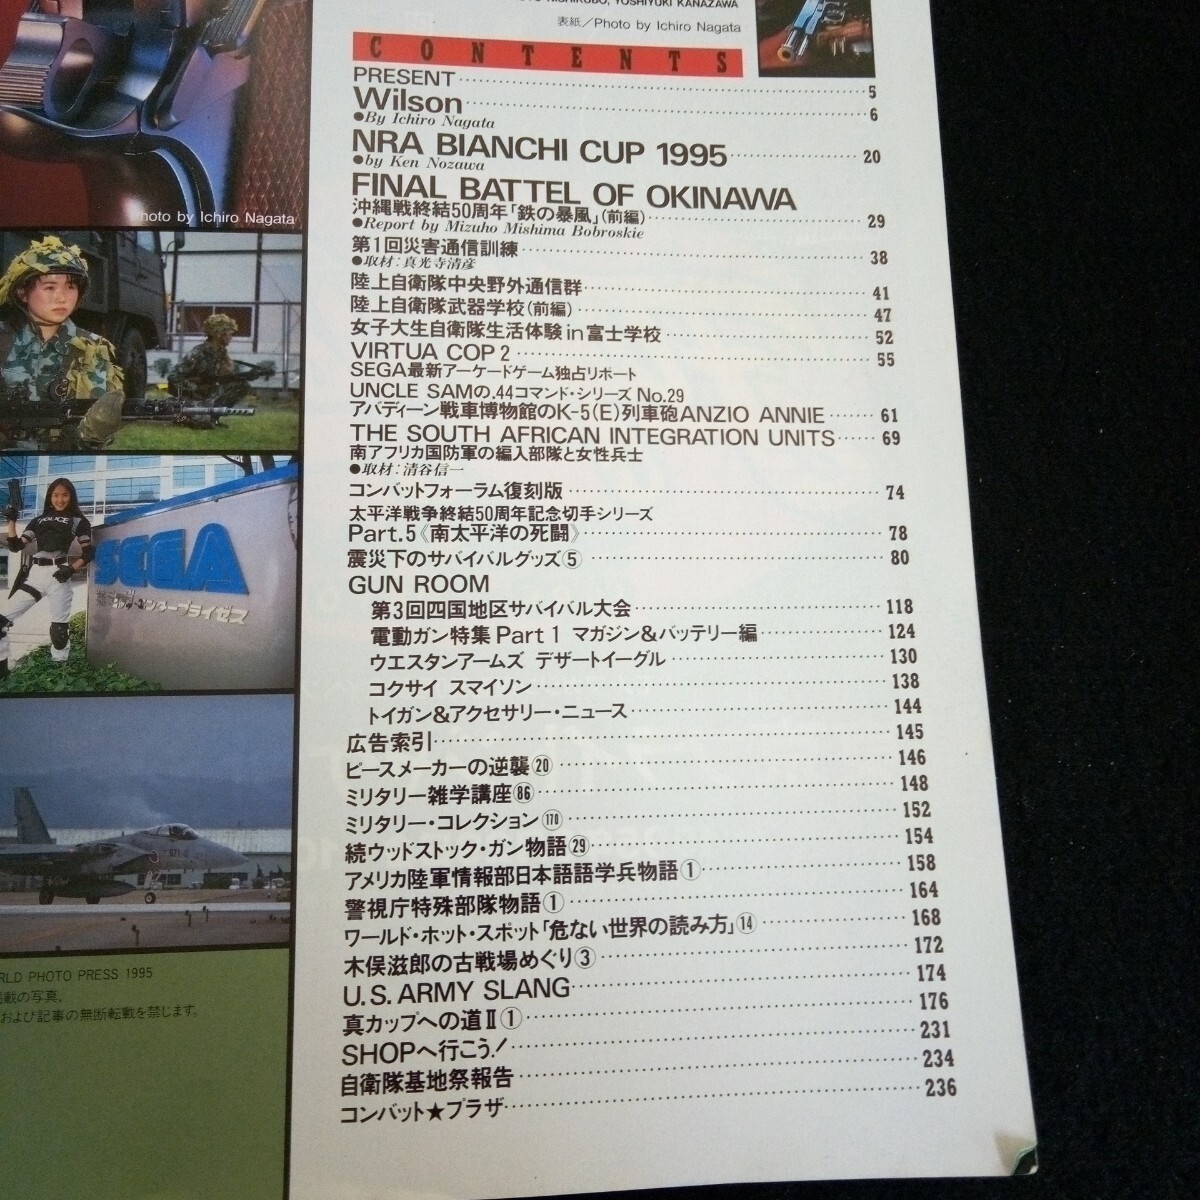 NISHIKUBO, YOSHIYUKI KANAZAWA
表紙／Photo by Ichiro Nagata
CONTENTS
PRESENT 5
Wilson 6
●By Ichiro Nagata
NRA BIANCHI CUP 1995 20
●by Ken Nozawa
FINAL BATTEL OF OKINAWA
沖縄戦終結50周年「鉄の暴風」(前編) 29
●Report by Mizuho Mishima Bobroskie
第1回災害通信訓練 38
●取材：真光寺清彦
陸上自衛隊中央野外通信群 41
陸上自衛隊武器学校(前編) 47
女子大生自衛隊生活体験in富士学校 52
VIRTUA COP 2 55
SEGA最新アーケードゲーム独占リポート
UNCLE SAMの.44コマンド・シリーズ No.29
アバディーン戦車博物館のK-5(E)列車砲ANZIO ANNIE 61
THE SOUTH AFRICAN INTEGRATION UNITS 69
南アフリカ国防軍の編入部隊と女性兵士
●取材：清谷信一
コンバットフォーラム復刻版 74
太平洋戦争終結50周年記念切手シリーズ
Part.5《南太平洋の死闘》 78
震災下のサバイバルグッズ⑤ 80
GUN ROOM
第3回四国地区サバイバル大会 118
電動ガン特集Part 1 マガジン&バッテリー編 124
ウエスタンアームズ デザートイーグル 130
コクサイ スマイソン 138
トイガン&アクセサリー・ニュース 144
広告索引 145
ピースメーカーの逆襲⑳ 146
ミリタリー雑学講座(86) 148
ミリタリー・コレクション(170) 152
続ウッドストック・ガン物語㉙ 154
アメリカ陸軍情報部日本語語学兵物語① 158
警視庁特殊部隊物語① 164
ワールド・ホット・スポット「危ない世界の読み方」⑭ 168
木俣滋郎の古戦場めぐり③ 172
U.S.ARMY SLANG 174
真カップへの道Ⅱ① 176
SHOPへ行こう！ 231
自衛隊基地祭報告 234
コンバット★プラザ 236
Photo by Ichiro Nagata
POLICE
SEGA
671
RLD PHOTO PRESS 1995
載の写真,
および記事の無断転載を禁じます。